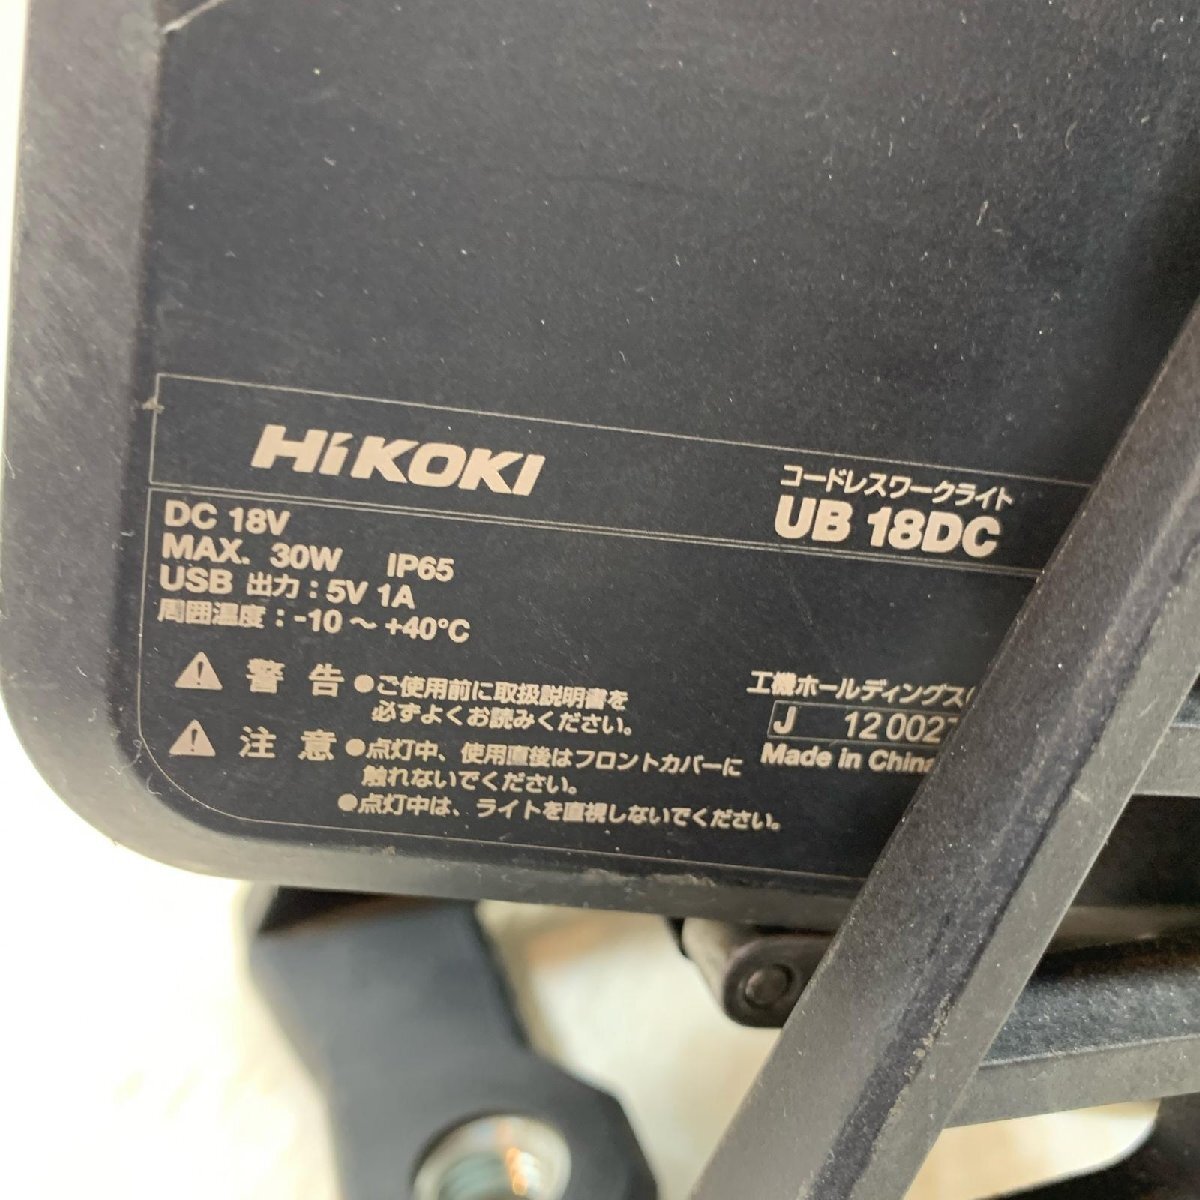 HiKOKI
コードレスワークライト
UB 18DC
DC 18V
MAX. 30W IP65
USB 出力：5V 1A
周囲温度：-10 ～ +40°C
警告 ●ご使用前に取扱説明書を
必ずよくお読みください。
注意 ●点灯中、使用直後はフロントカバーに
触れないでください。
●点灯中は、ライトを直視しないでください。
工機ホールディングス
J 12 0027
Made in China